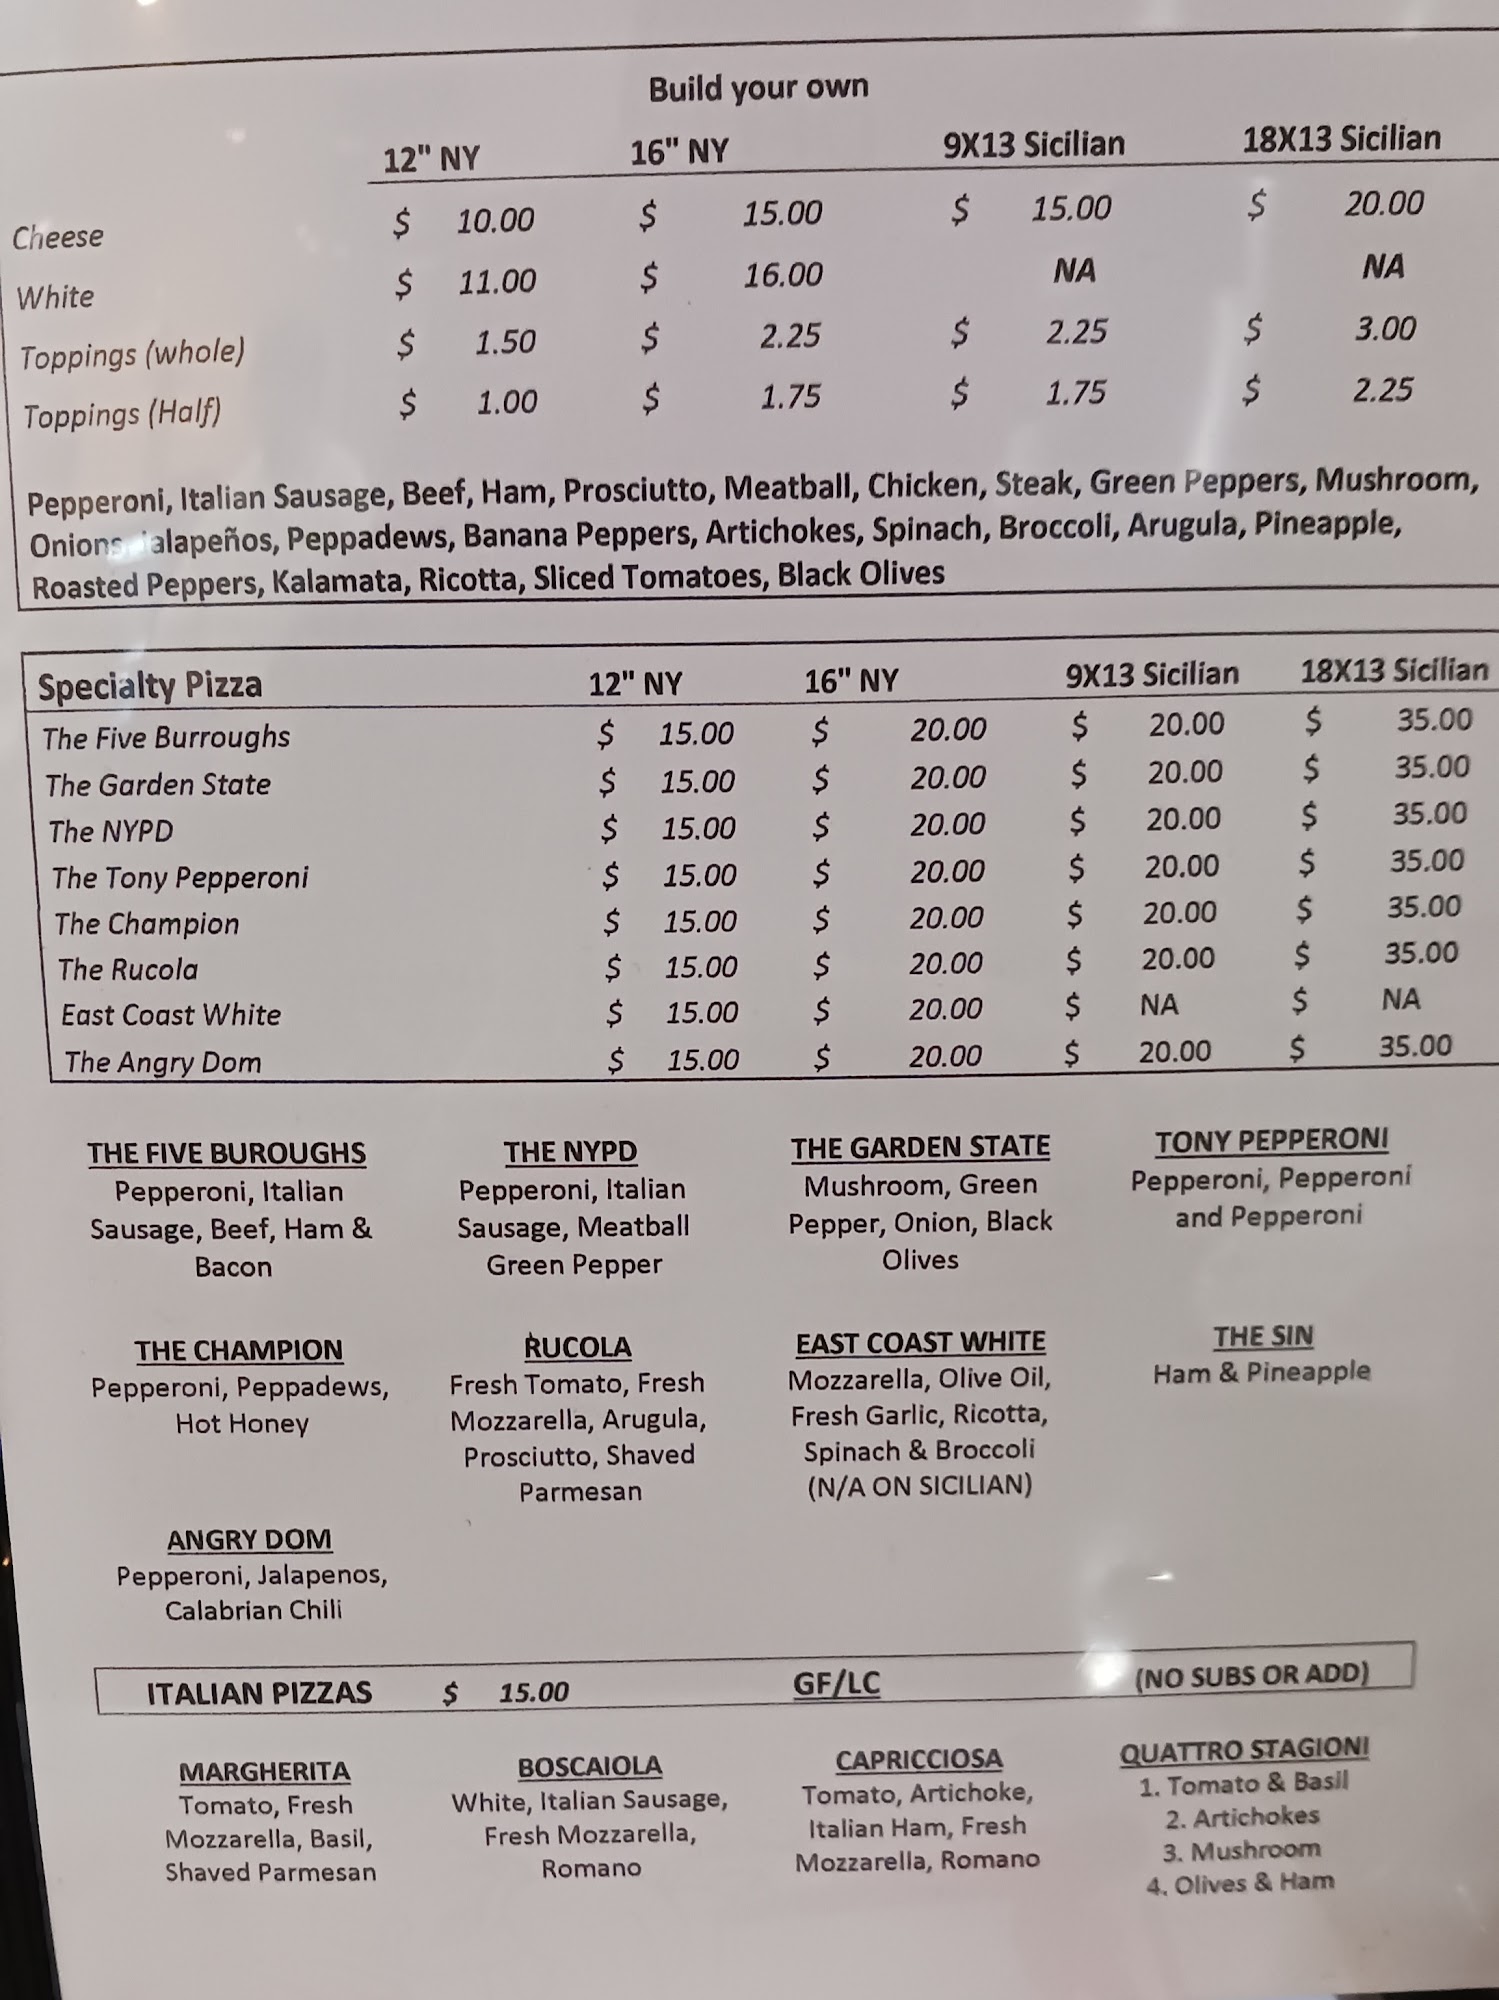 Build your own
12" NY 16" NY 9X13 Sicilian 18X13 Sicilian
Cheese $ 10.00 $ 15.00 $ 15.00 $ 20.00
White $ 11.00 $ 16.00 NA NA
Toppings (whole) $ 1.50 $ 2.25 $ 2.25 $ 3.00
Toppings (Half) $ 1.00 $ 1.75 $ 1.75 $ 2.25
Pepperoni, Italian Sausage, Beef, Ham, Prosciutto, Meatball, Chicken, Steak, Green Peppers, Mushroom,
Onions, Jalapeños, Peppadews, Banana Peppers, Artichokes, Spinach, Broccoli, Arugula, Pineapple,
Roasted Peppers, Kalamata, Ricotta, Sliced Tomatoes, Black Olives
Specialty Pizza 12" NY 16" NY 9X13 Sicilian 18X13 Sicilian
The Five Burroughs $ 15.00 $ 20.00 $ 20.00 $ 35.00
The Garden State $ 15.00 $ 20.00 $ 20.00 $ 35.00
The NYPD $ 15.00 $ 20.00 $ 20.00 $ 35.00
The Tony Pepperoni $ 15.00 $ 20.00 $ 20.00 $ 35.00
The Champion $ 15.00 $ 20.00 $ 20.00 $ 35.00
The Rucola $ 15.00 $ 20.00 $ 20.00 $ 35.00
East Coast White $ 15.00 $ 20.00 $ NA $ NA
The Angry Dom $ 15.00 $ 20.00 $ 20.00 $ 35.00
THE FIVE BUROUGHS
Pepperoni, Italian
Sausage, Beef, Ham &
Bacon
THE NYPD
Pepperoni, Italian
Sausage, Meatball
Green Pepper
THE GARDEN STATE
Mushroom, Green
Pepper, Onion, Black
Olives
TONY PEPPERONI
Pepperoni, Pepperoni
and Pepperoni
THE CHAMPION
Pepperoni, Peppadews,
Hot Honey
RUCOLA
Fresh Tomato, Fresh
Mozzarella, Arugula,
Prosciutto, Shaved
Parmesan
EAST COAST WHITE
Mozzarella, Olive Oil,
Fresh Garlic, Ricotta,
Spinach & Broccoli
(N/A ON SICILIAN)
THE SIN
Ham & Pineapple
ANGRY DOM
Pepperoni, Jalapenos,
Calabrian Chili
ITALIAN PIZZAS $ 15.00 GF/LC (NO SUBS OR ADD)
MARGHERITA
Tomato, Fresh
Mozzarella, Basil,
Shaved Parmesan
BOSCAIOLA
White, Italian Sausage,
Fresh Mozzarella,
Romano
CAPRICCIOSA
Tomato, Artichoke,
Italian Ham, Fresh
Mozzarella, Romano
QUATTRO STAGIONI
1. Tomato & Basil
2. Artichokes
3. Mushroom
4. Olives & Ham